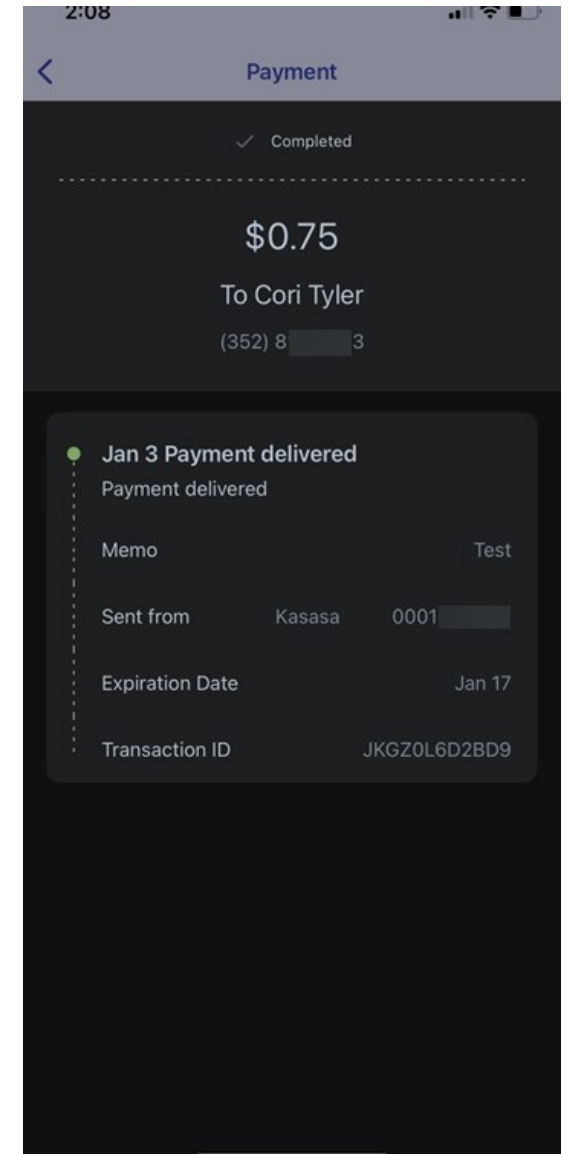 2:08
Payment
Completed
$0.75
To Cori Tyler
(352) 8 3
Jan 3 Payment delivered
Payment delivered
Memo Test
Sent from Kasasa 0001
Expiration Date Jan 17
Transaction ID JKGZ0L6D2BD9